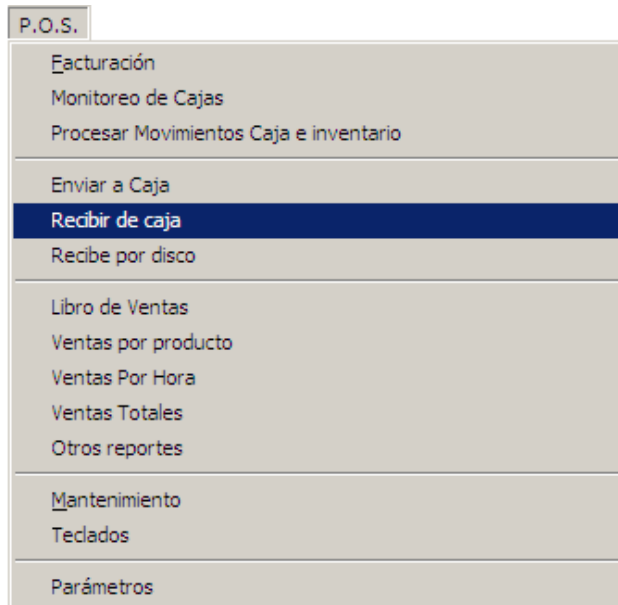 P.O.S.
Facturación
Monitoreo de Cajas
Procesar Movimientos Caja e inventario
Enviar a Caja
Recibir de caja
Recibe por disco
Libro de Ventas
Ventas por producto
Ventas Por Hora
Ventas Totales
Otros reportes
Mantenimiento
Teclados
Parámetros